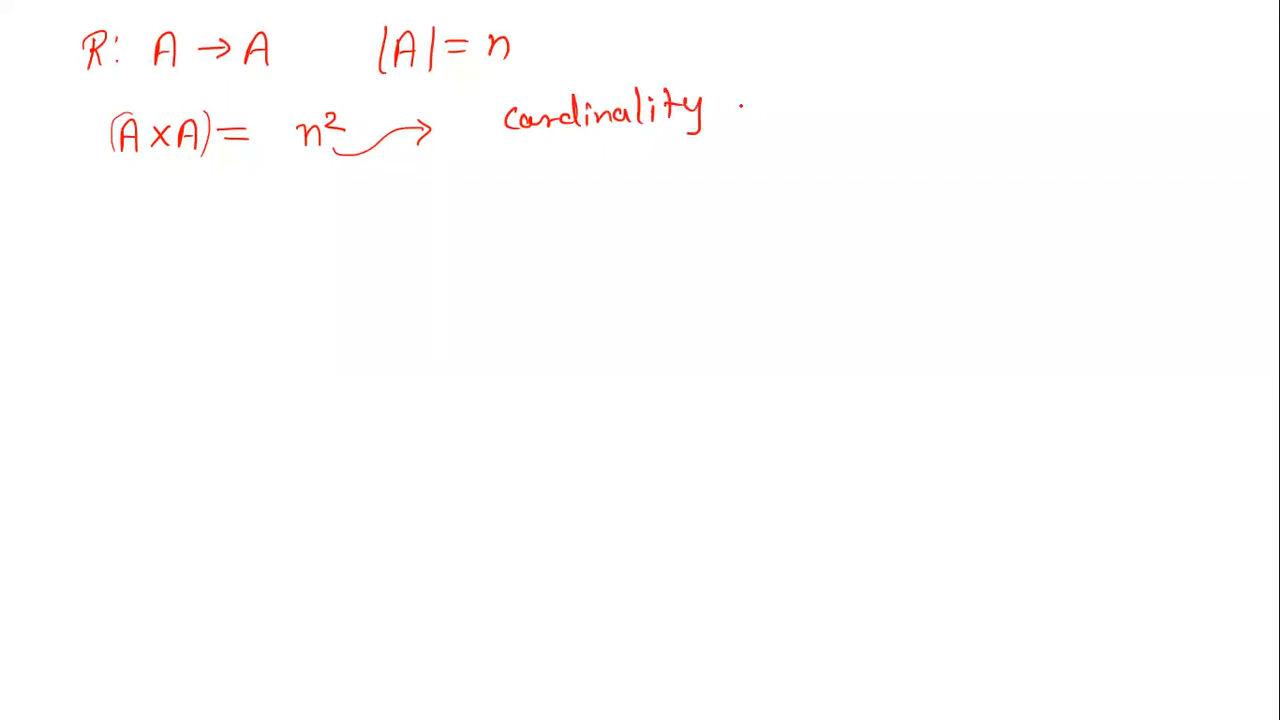 R: A → A |A| = n
(A × A) = n² → cardinality .